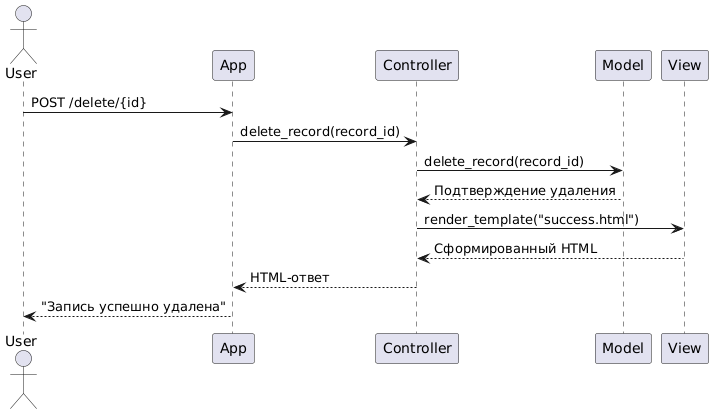 User
App
Controller
Model
View
POST /delete/{id}
delete_record(record_id)
delete_record(record_id)
Подтверждение удаления
render_template("success.html")
Сформированный HTML
HTML-ответ
"Запись успешно удалена"
User
App
Controller
Model
View